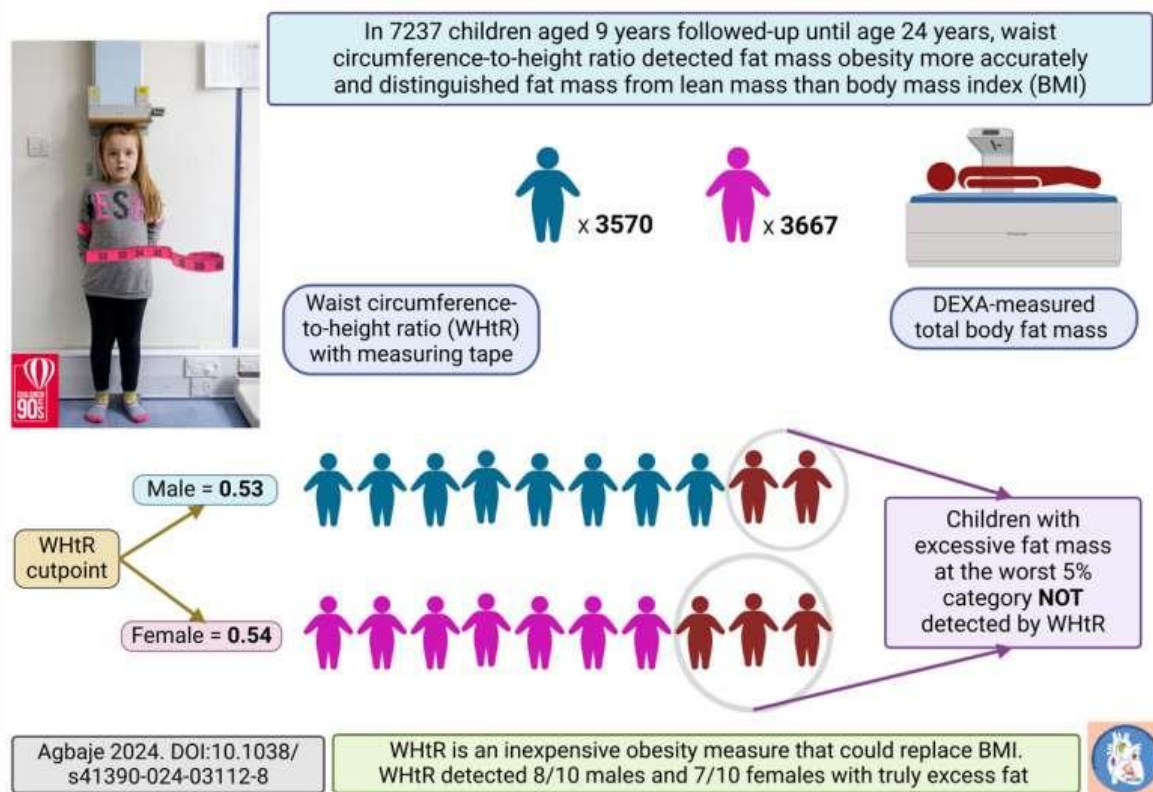 In 7237 children aged 9 years followed-up until age 24 years, waist
circumference-to-height ratio detected fat mass obesity more accurately
and distinguished fat mass from lean mass than body mass index (BMI)
x 3570
x 3667
Waist circumference-
to-height ratio (WHtR)
with measuring tape
DEXA-measured
total body fat mass
90s
Male = 0.53
WHtR
cutpoint
Female = 0.54
Children with
excessive fat mass
at the worst 5%
category NOT
detected by WHtR
Agbaje 2024. DOI:10.1038/
s41390-024-03112-8
WHtR is an inexpensive obesity measure that could replace BMI.
WHtR detected 8/10 males and 7/10 females with truly excess fat